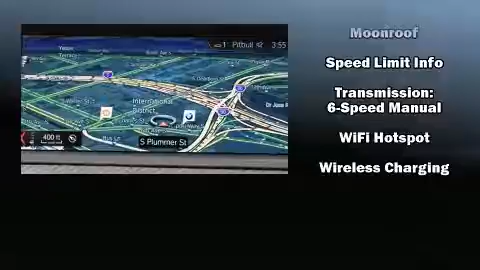 1 Pitbull 3:55
International
District
400 ft
S Plummer St
Moonroof
Speed Limit Info
Transmission:
6-Speed Manual
WiFi Hotspot
Wireless Charging